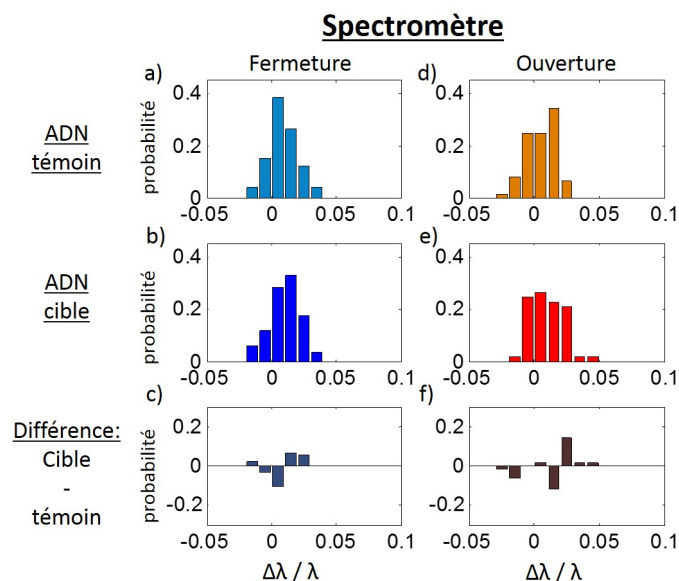 Spectromètre
Fermeture
Ouverture
a)
d)
ADN
témoin
probabilité
0.4
0.2
0
-0.05
0
0.05
0.1
0.4
0.2
0
-0.05
0
0.05
0.1
b)
e)
ADN
cible
probabilité
0.4
0.2
0
-0.05
0
0.05
0.1
0.4
0.2
0
-0.05
0
0.05
0.1
c)
f)
Différence:
Cible
-
témoin
probabilité
0.2
0
-0.2
-0.05
0
0.05
0.1
Δλ / λ
0.2
0
-0.2
-0.05
0
0.05
0.1
Δλ / λ